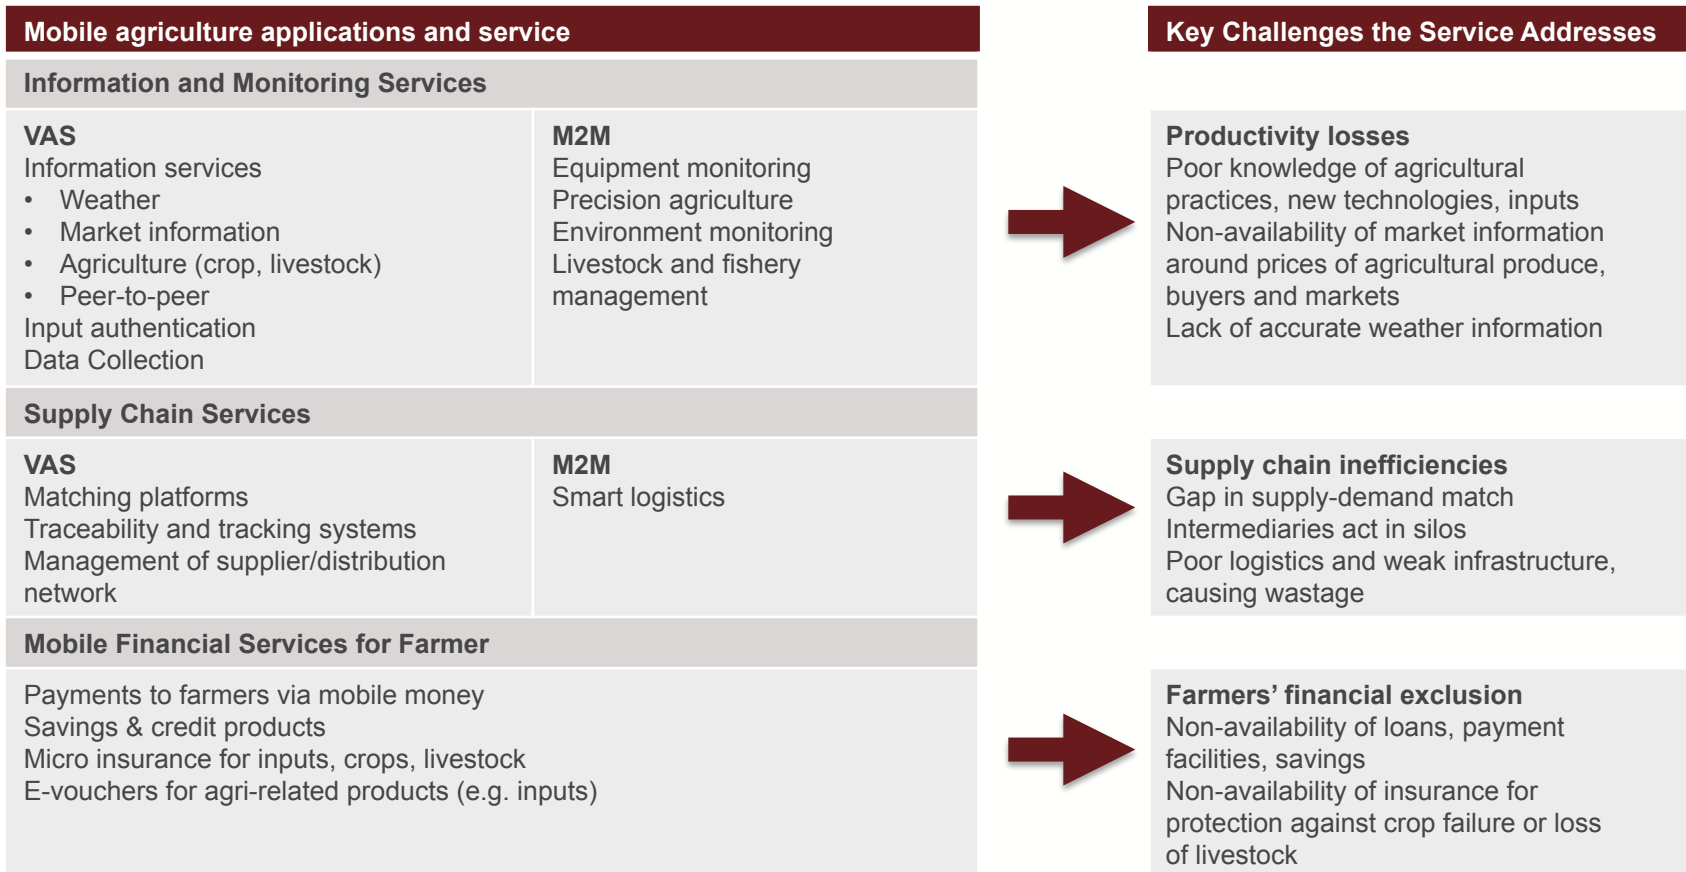 Mobile agriculture applications and service
Key Challenges the Service Addresses
Information and Monitoring Services
VAS
Information services
• Weather
• Market information
• Agriculture (crop, livestock)
• Peer-to-peer
Input authentication
Data Collection
M2M
Equipment monitoring
Precision agriculture
Environment monitoring
Livestock and fishery
management
Productivity losses
Poor knowledge of agricultural
practices, new technologies, inputs
Non-availability of market information
around prices of agricultural produce,
buyers and markets
Lack of accurate weather information
Supply Chain Services
VAS
Matching platforms
Traceability and tracking systems
Management of supplier/distribution
network
M2M
Smart logistics
Supply chain inefficiencies
Gap in supply-demand match
Intermediaries act in silos
Poor logistics and weak infrastructure,
causing wastage
Mobile Financial Services for Farmer
Payments to farmers via mobile money
Savings & credit products
Micro insurance for inputs, crops, livestock
E-vouchers for agri-related products (e.g. inputs)
Farmers’ financial exclusion
Non-availability of loans, payment
facilities, savings
Non-availability of insurance for
protection against crop failure or loss
of livestock